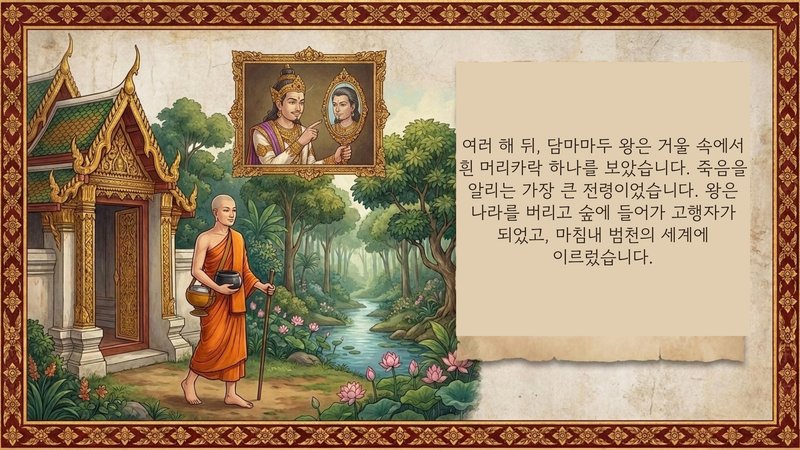 여러 해 뒤, 담마마두 왕은 거울 속에서
흰 머리카락 하나를 보았습니다. 죽음을
알리는 가장 큰 전령이었습니다. 왕은
나라를 버리고 숲에 들어가 고행자가
되었고, 마침내 범천의 세계에
이르렀습니다.